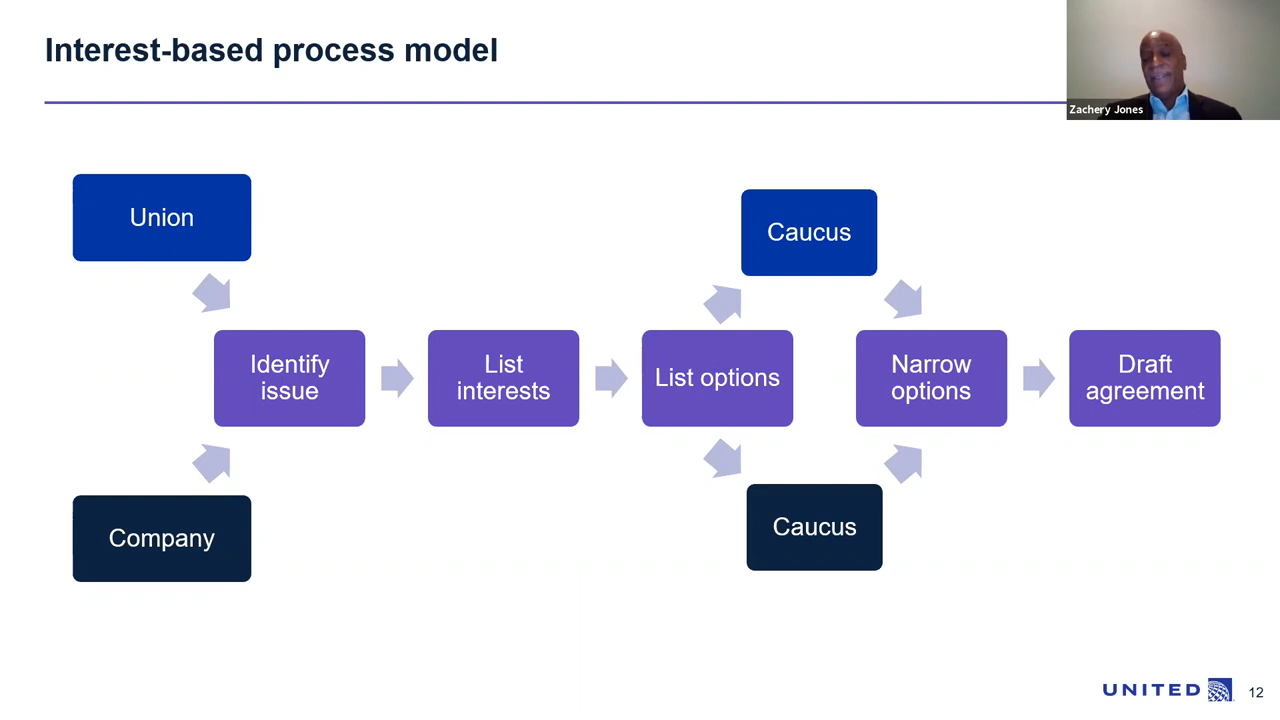 Interest-based process model
Zachery Jones
Union
Caucus
Identify
issue
List
interests
List options
Narrow
options
Draft
agreement
Company
Caucus
UNITED
12